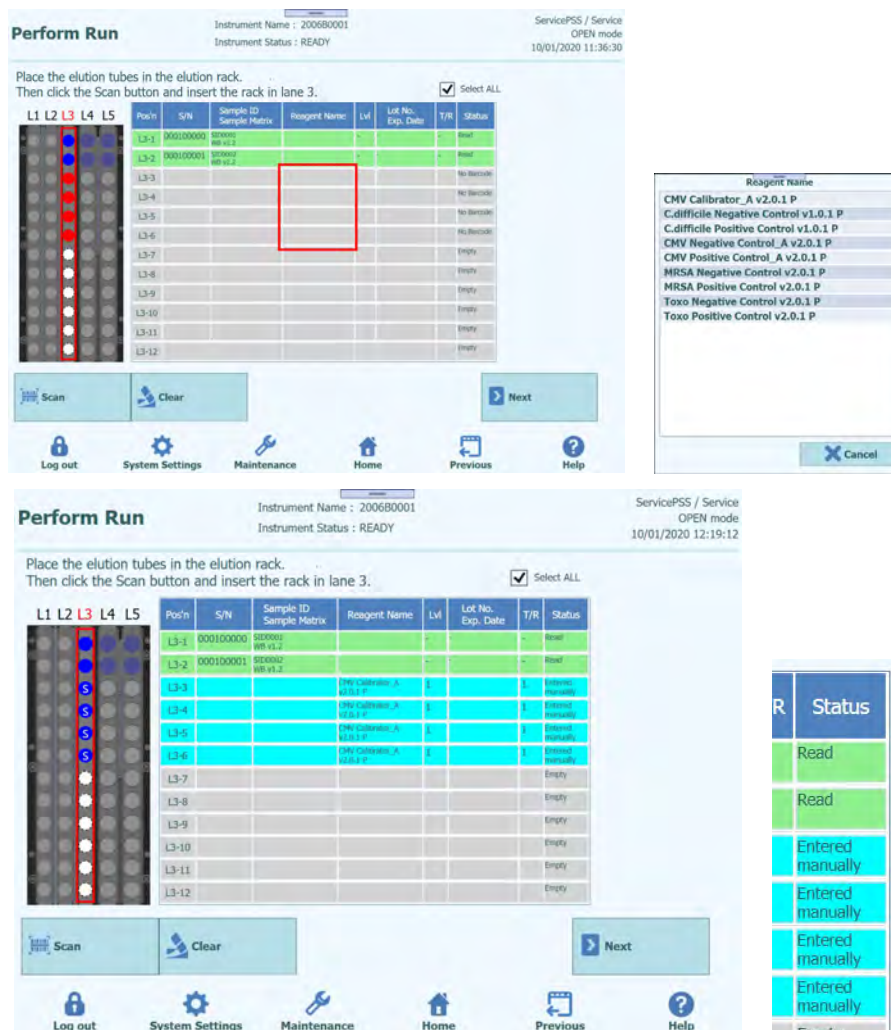 Perform Run
Instrument Name : 2006B0001
Instrument Status : READY
ServicePSS / Service
OPEN mode
10/01/2020 11:36:30
Place the elution tubes in the elution rack.
Then click the Scan button and insert the rack in lane 3.
Select ALL
L1 L2 L3 L4 L5
Pos'n S/N Sample ID Sample Matrix Reagent Name Lvl Lot No. Exp. Date T/R Status
L3-1 000100000 SID0001 WB v1.2 - - - Read
L3-2 000100001 SID0002 WB v1.2 - - - Read
L3-3 No Barcode
L3-4 No Barcode
L3-5 No Barcode
L3-6 No Barcode
L3-7 Empty
L3-8 Empty
L3-9 Empty
L3-10 Empty
L3-11 Empty
L3-12 Empty
Scan
Clear
Next
Log out
System Settings
Maintenance
Home
Previous
Help
Reagent Name
CMV Calibrator_A v2.0.1 P
C.difficile Negative Control v1.0.1 P
C.difficile Positive Control v1.0.1 P
CMV Negative Control_A v2.0.1 P
CMV Positive Control_A v2.0.1 P
MRSA Negative Control v2.0.1 P
MRSA Positive Control v2.0.1 P
Toxo Negative Control v2.0.1 P
Toxo Positive Control v2.0.1 P
Cancel
Perform Run
Instrument Name : 2006B0001
Instrument Status : READY
ServicePSS / Service
OPEN mode
10/01/2020 12:19:12
Place the elution tubes in the elution rack.
Then click the Scan button and insert the rack in lane 3.
Select ALL
L1 L2 L3 L4 L5
Pos'n S/N Sample ID Sample Matrix Reagent Name Lvl Lot No. Exp. Date T/R Status
L3-1 000100000 SID0001 WB v1.2 - - - Read
L3-2 000100001 SID0002 WB v1.2 - - - Read
S L3-3 CMV Calibrator_A v2.0.1 P 1 1 Entered manually
S L3-4 CMV Calibrator_A v2.0.1 P 1 1 Entered manually
S L3-5 CMV Calibrator_A v2.0.1 P 1 1 Entered manually
S L3-6 CMV Calibrator_A v2.0.1 P 1 1 Entered manually
L3-7 Empty
L3-8 Empty
L3-9 Empty
L3-10 Empty
L3-11 Empty
L3-12 Empty
Scan
Clear
Next
Log out
System Settings
Maintenance
Home
Previous
Help
R Status
Read
Read
Entered
manually
Entered
manually
Entered
manually
Entered
manually